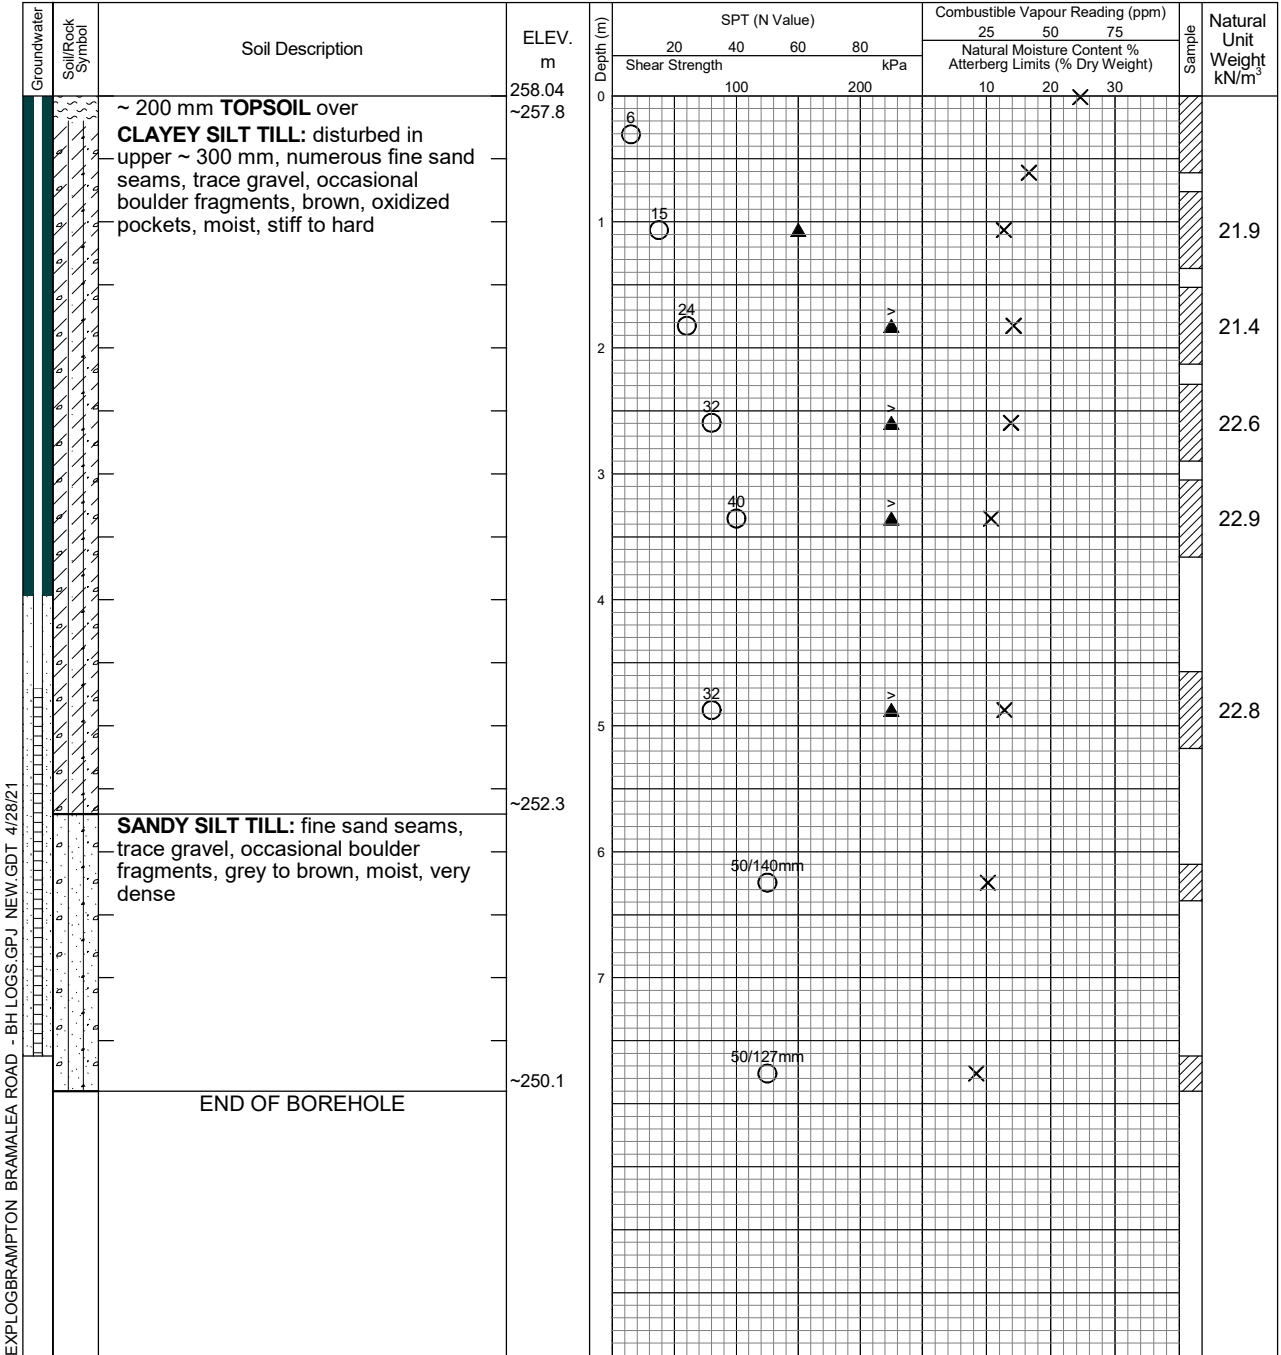 Groundwater
Soil/Rock
Symbol
Soil Description
ELEV.
m
258.04
Depth (m)
SPT (N Value)
20 40 60 80
Shear Strength kPa
100 200
Combustible Vapour Reading (ppm)
25 50 75
Natural Moisture Content %
Atterberg Limits (% Dry Weight)
10 20 30
Sample
Natural
Unit
Weight
kN/m³
0
~ 200 mm TOPSOIL over
~257.8
CLAYEY SILT TILL: disturbed in
upper ~ 300 mm, numerous fine sand
seams, trace gravel, occasional
boulder fragments, brown, oxidized
pockets, moist, stiff to hard
6
15
1
21.9
24
>
21.4
2
32
>
22.6
3
40
>
22.9
4
32
>
22.8
5
~252.3
SANDY SILT TILL: fine sand seams,
trace gravel, occasional boulder
fragments, grey to brown, moist, very
dense
6
50/140mm
7
50/127mm
~250.1
END OF BOREHOLE
EXPLOGBRAMPTON BRAMALEA ROAD - BH LOGS.GPJ NEW.GDT 4/28/21